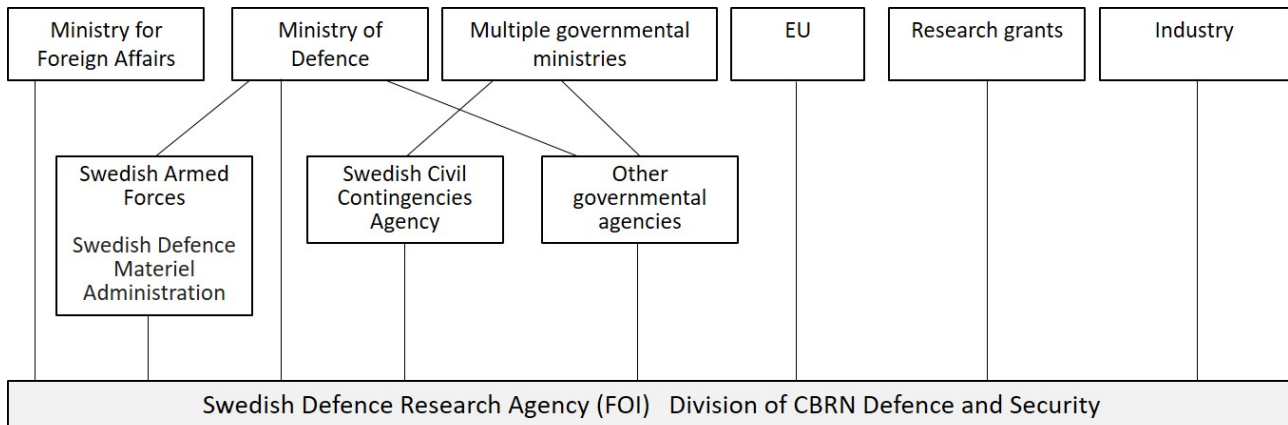 Ministry for
Foreign Affairs
Ministry of
Defence
Multiple governmental
ministries
EU
Research grants
Industry
Swedish Armed
Forces
Swedish Defence
Materiel
Administration
Swedish Civil
Contingencies
Agency
Other
governmental
agencies
Swedish Defence Research Agency (FOI) Division of CBRN Defence and Security